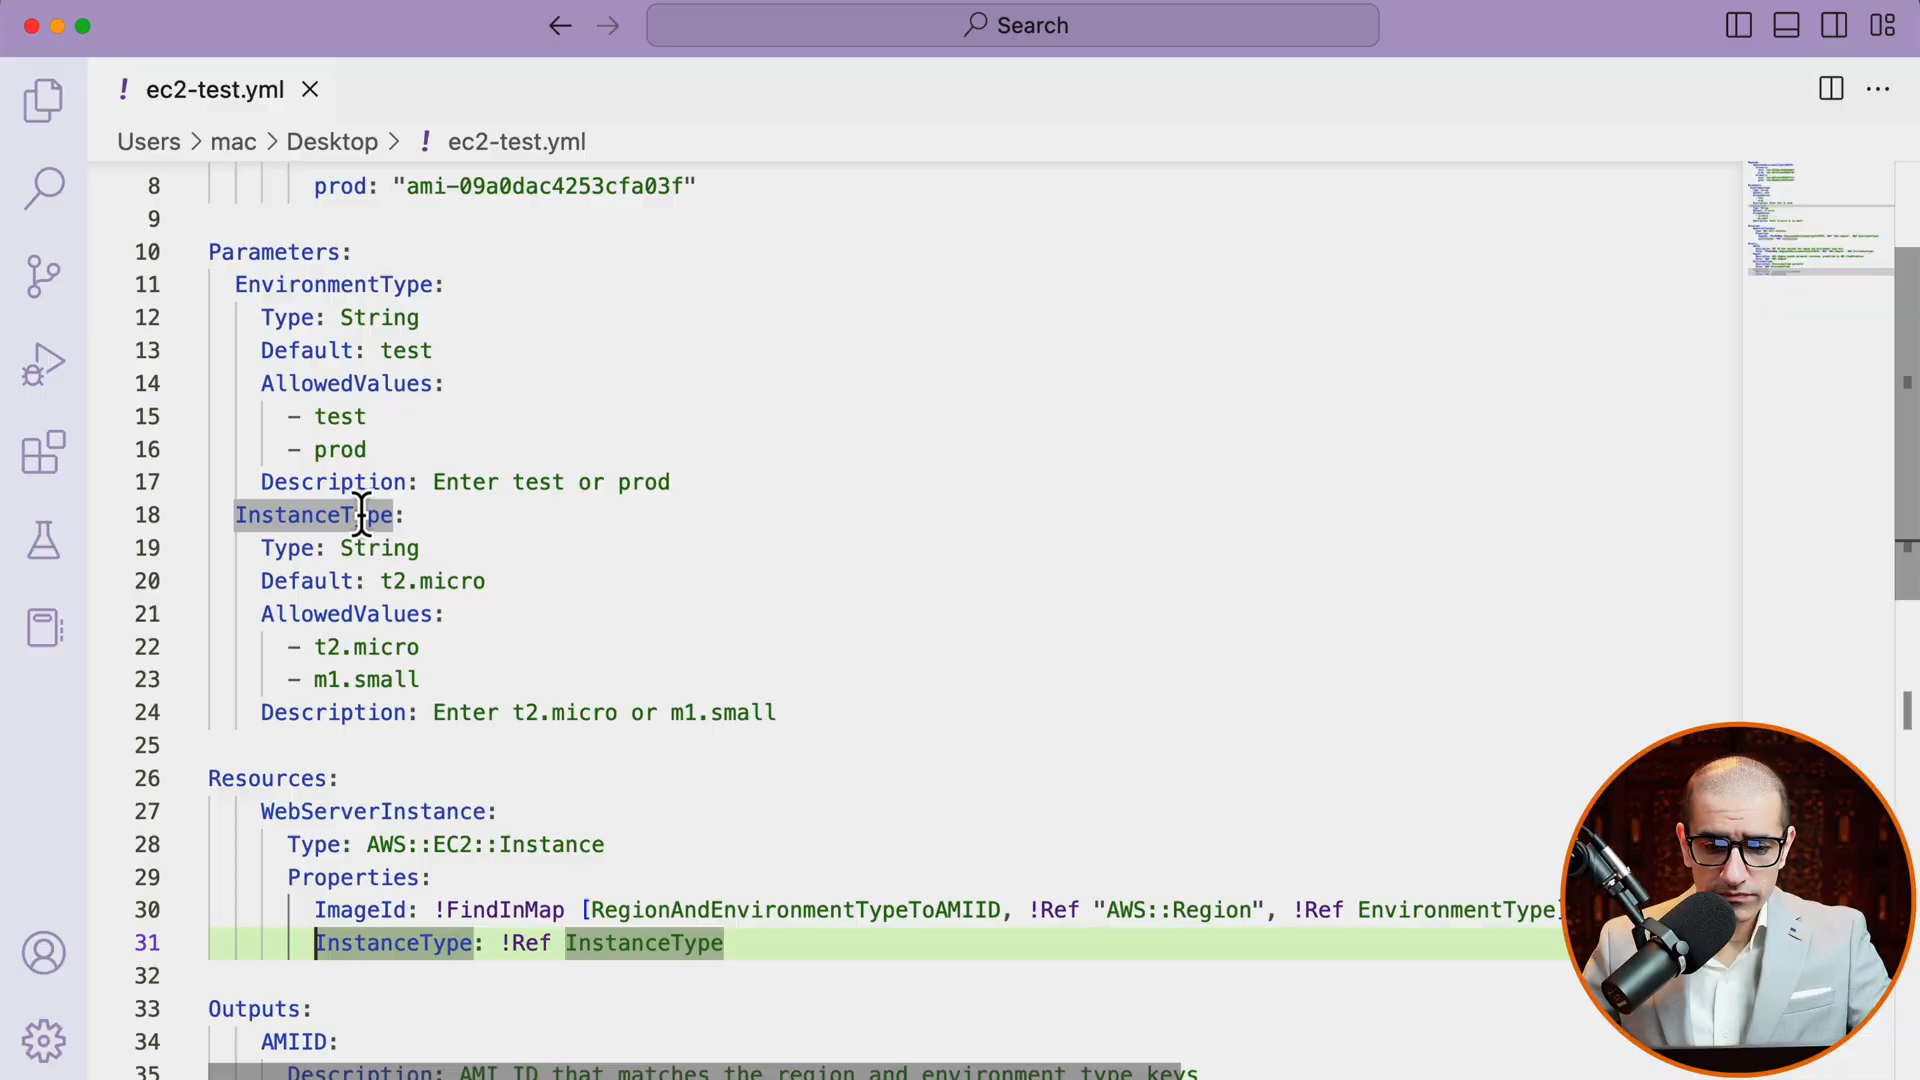 Search
! ec2-test.yml ×
Users > mac > Desktop > ! ec2-test.yml
8 prod: "ami-09a0dac4253cfa03f"
9
10 Parameters:
11 EnvironmentType:
12 Type: String
13 Default: test
14 AllowedValues:
15 - test
16 - prod
17 Description: Enter test or prod
18 InstanceType:
19 Type: String
20 Default: t2.micro
21 AllowedValues:
22 - t2.micro
23 - m1.small
24 Description: Enter t2.micro or m1.small
25
26 Resources:
27 WebServerInstance:
28 Type: AWS::EC2::Instance
29 Properties:
30 ImageId: !FindInMap [RegionAndEnvironmentTypeToAMIID, !Ref "AWS::Region", !Ref EnvironmentType]
31 InstanceType: !Ref InstanceType
32
33 Outputs:
34 AMIID:
35 Description: AMI ID that matches the region and environment type keys